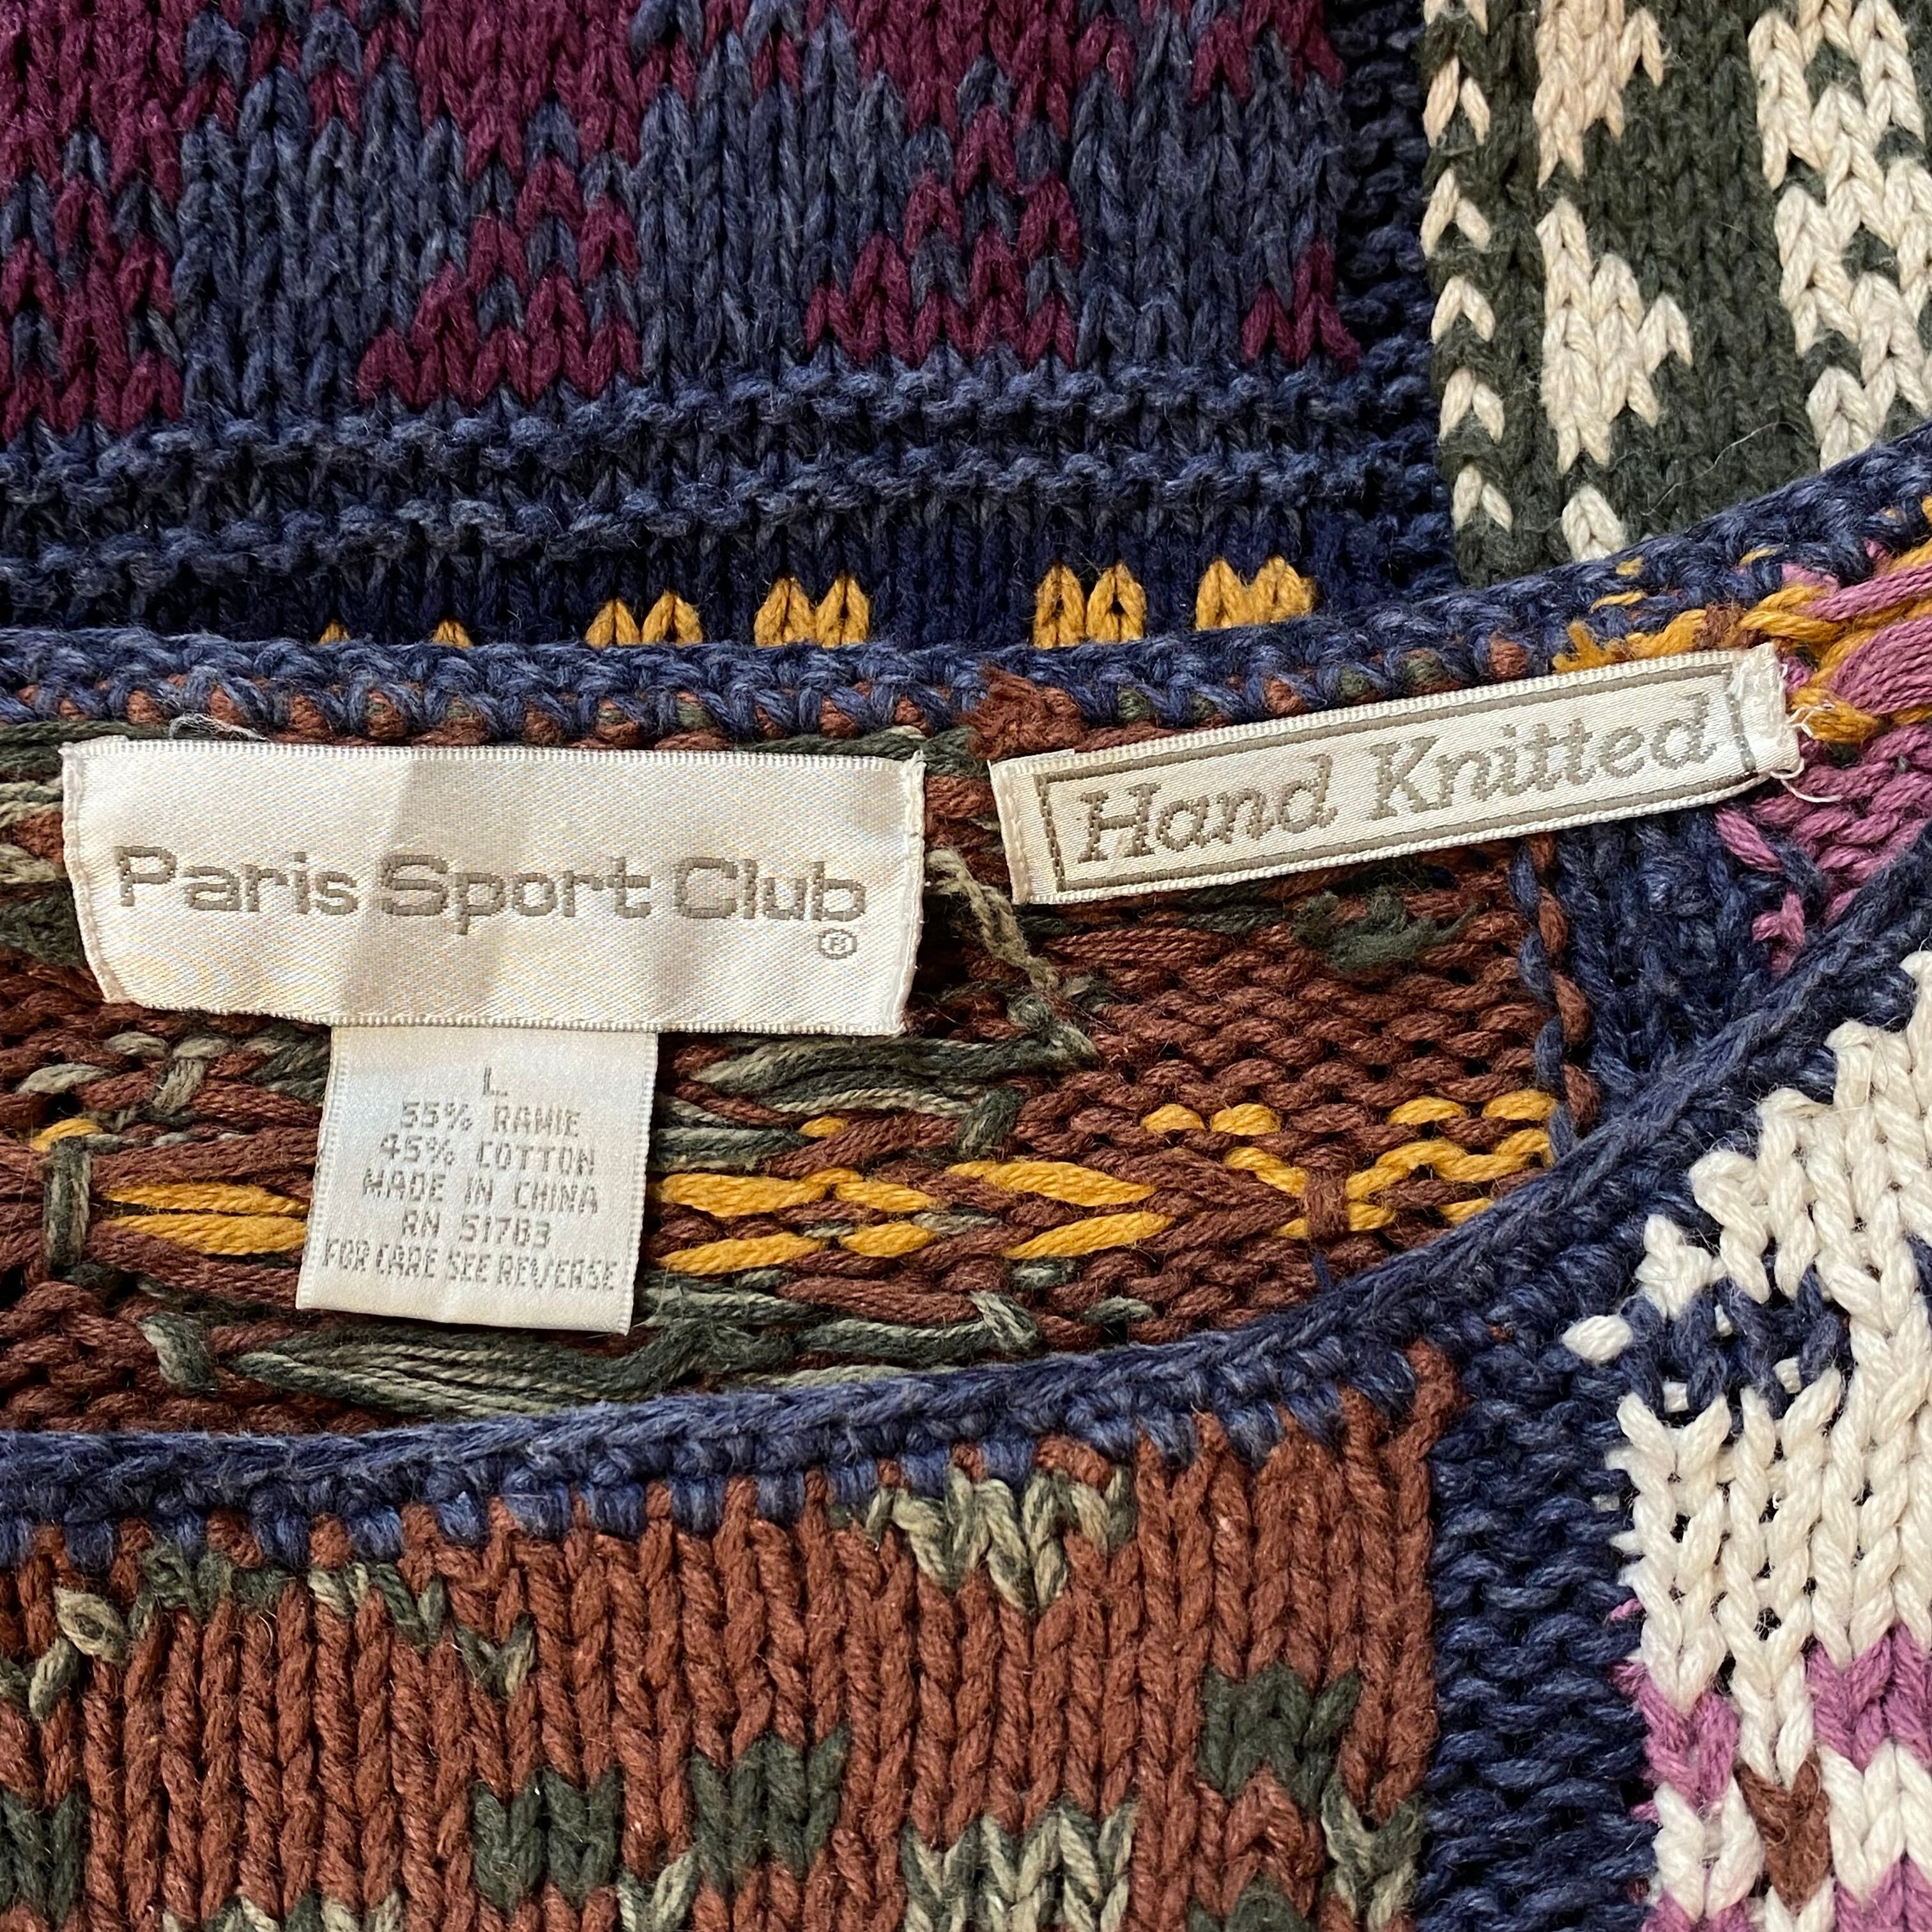 Paris Sport Club
®
Hand Knitted
L
55% RAMIE
45% COTTON
MADE IN CHINA
RN 51783
FOR CARE SEE REVERSE